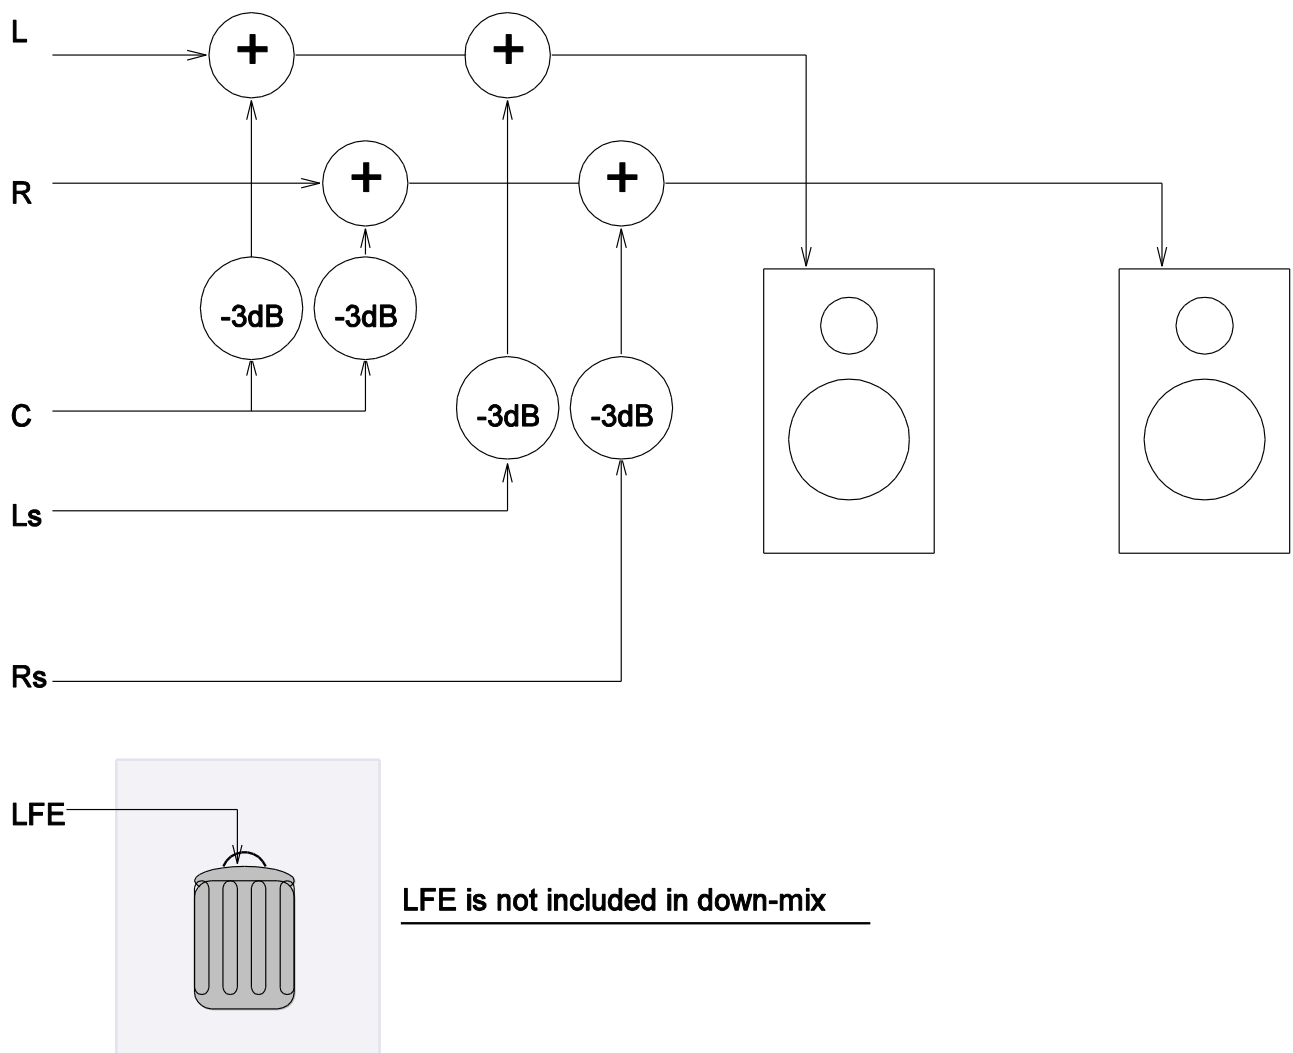 L
+ +
R
+ +
-3dB -3dB
C
-3dB -3dB
Ls
Rs
LFE
LFE is not included in down-mix